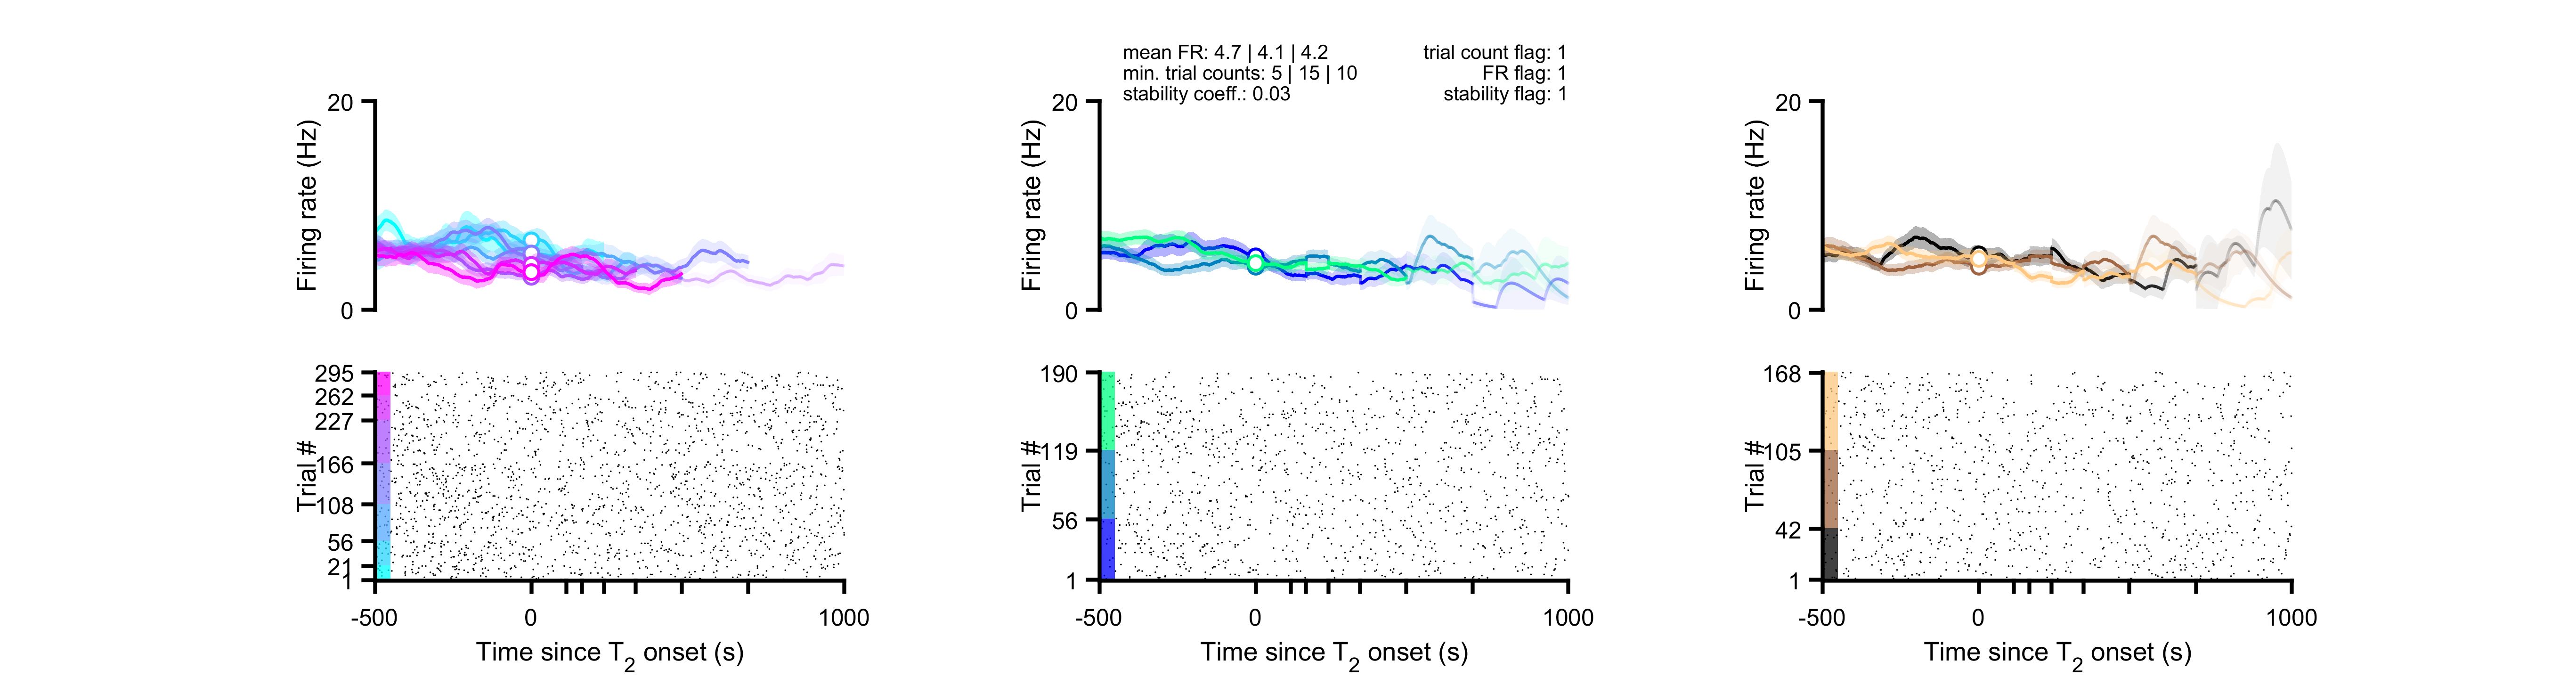 mean FR: 4.7 | 4.1 | 4.2
min. trial counts: 5 | 15 | 10
stability coeff.: 0.03
trial count flag: 1
FR flag: 1
stability flag: 1
Firing rate (Hz)
20
0
Firing rate (Hz)
20
0
Firing rate (Hz)
20
0
Trial #
295
262
227
166
108
56
21
1
-500
0
1000
Time since T2 onset (s)
Trial #
190
119
56
1
-500
0
1000
Time since T2 onset (s)
Trial #
168
105
42
1
-500
0
1000
Time since T2 onset (s)